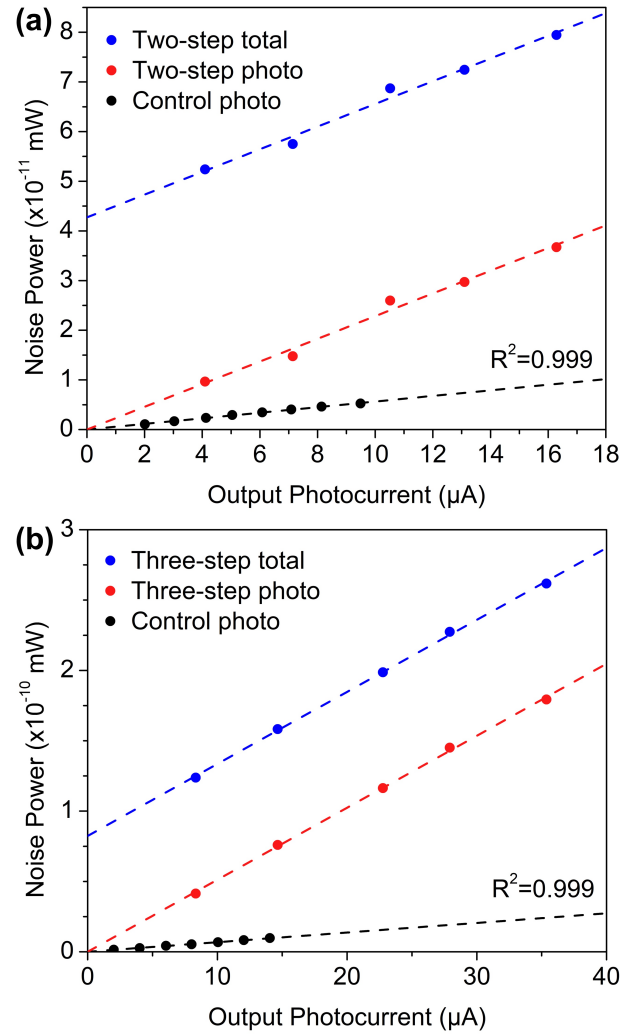 (a)
Two-step total
Two-step photo
Control photo
8
7
6
5
4
3
2
1
0
Noise Power (x10⁻¹¹ mW)
R²=0.999
0 2 4 6 8 10 12 14 16 18
Output Photocurrent (µA)
(b)
Three-step total
Three-step photo
Control photo
3
2
1
0
Noise Power (x10⁻¹⁰ mW)
R²=0.999
0 10 20 30 40
Output Photocurrent (µA)